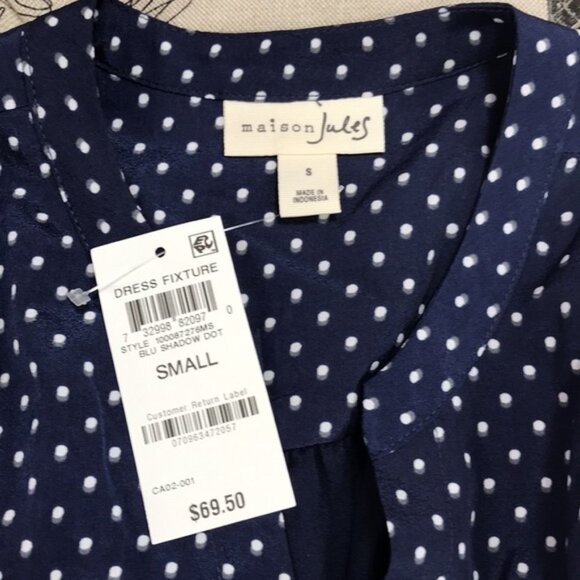 maison Jules
S
MADE IN
INDONESIA
DRESS FIXTURE
7 32998 82097 0
STYLE 100087276MS
BLU SHADOW DOT
SMALL
Customer Return Label
070963472057
CA02-001
$69.50